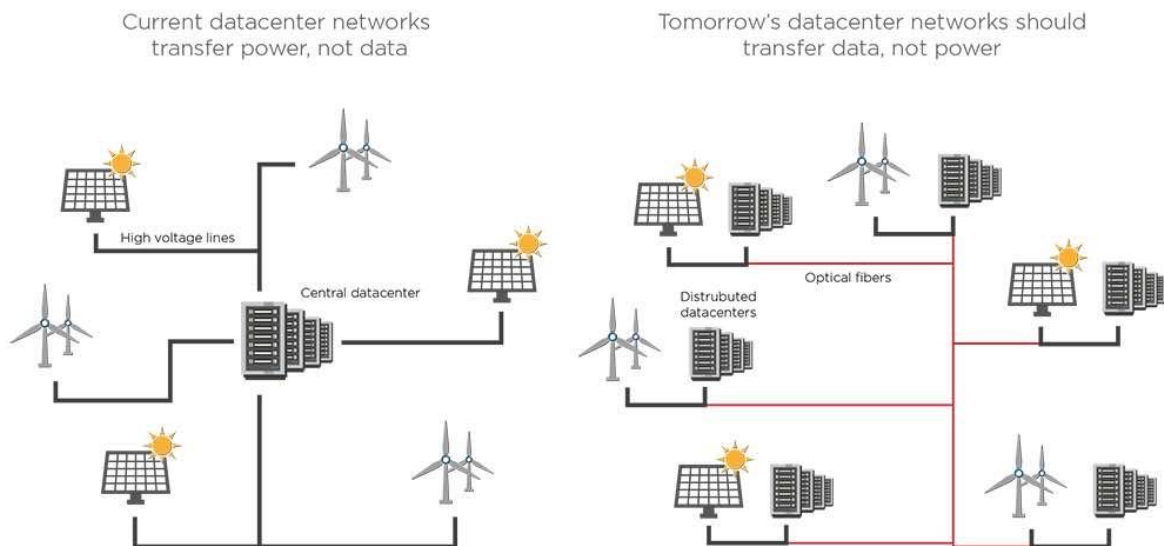 Current datacenter networks
transfer power, not data
High voltage lines
Central datacenter
Tomorrow's datacenter networks should
transfer data, not power
Optical fibers
Distrubuted
datacenters